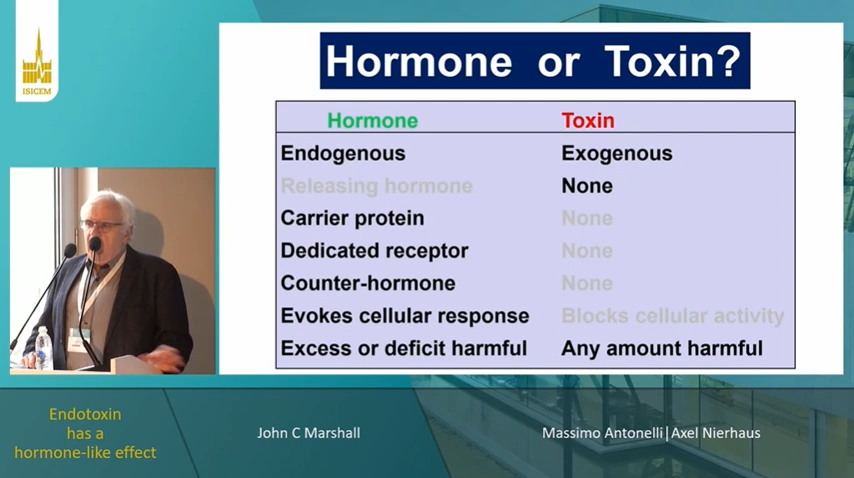 ISICEM
Hormone or Toxin?
Hormone Toxin
Endogenous Exogenous
Releasing hormone None
Carrier protein None
Dedicated receptor None
Counter-hormone None
Evokes cellular response Blocks cellular activity
Excess or deficit harmful Any amount harmful
Endotoxin
has a
hormone-like effect
John C Marshall
Massimo Antonelli|Axel Nierhaus